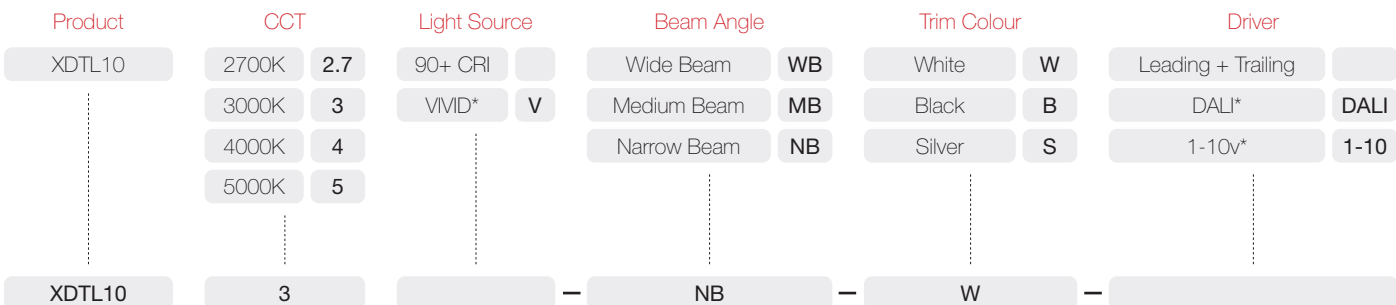 Product CCT Light Source Beam Angle Trim Colour Driver
XDTL10 2700K 2.7 90+ CRI Wide Beam WB White W Leading + Trailing
3000K 3 VIVID* V Medium Beam MB Black B DALI* DALI
4000K 4 Narrow Beam NB Silver S 1-10v* 1-10
5000K 5
XDTL10 3 – NB – W –